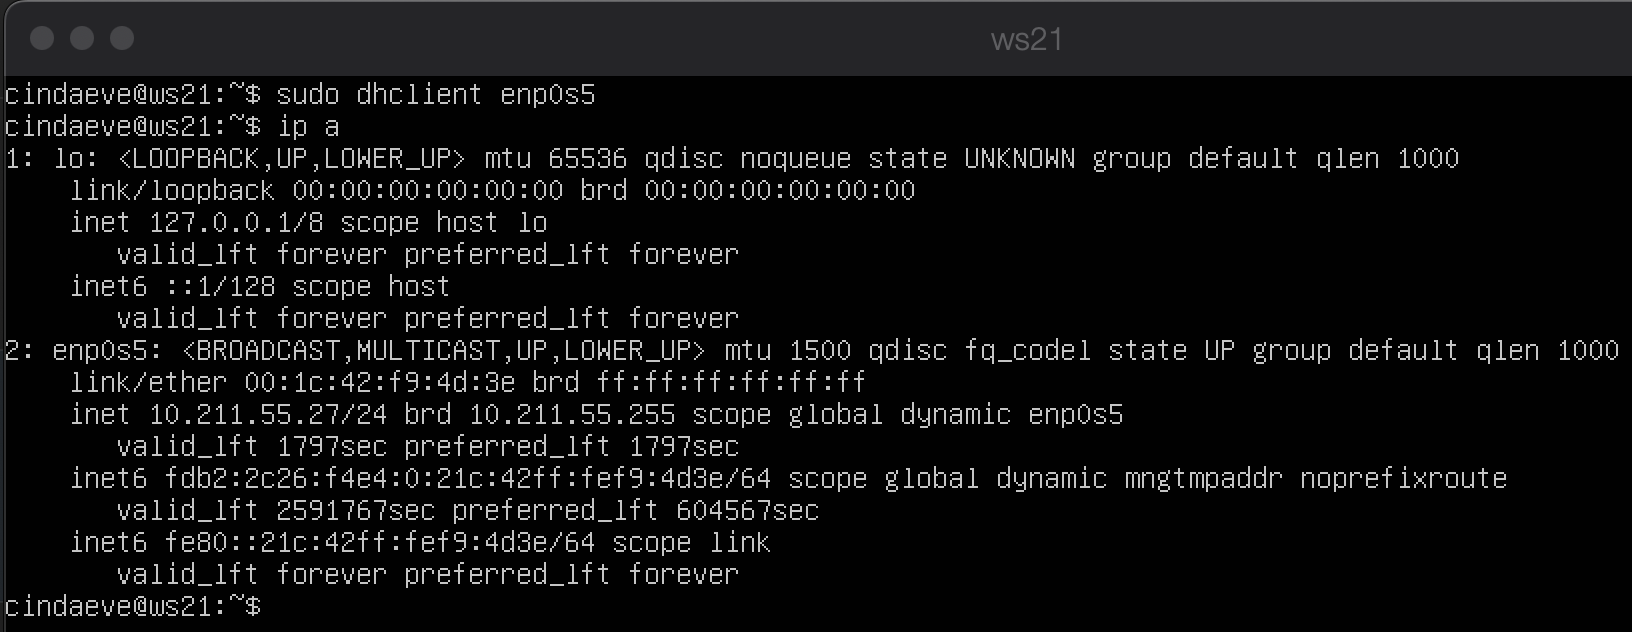 ws21
cindaeve@ws21:~$ sudo dhclient enp0s5
cindaeve@ws21:~$ ip a
1: lo: <LOOPBACK,UP,LOWER_UP> mtu 65536 qdisc noqueue state UNKNOWN group default qlen 1000
    link/loopback 00:00:00:00:00:00 brd 00:00:00:00:00:00
    inet 127.0.0.1/8 scope host lo
       valid_lft forever preferred_lft forever
    inet6 ::1/128 scope host
       valid_lft forever preferred_lft forever
2: enp0s5: <BROADCAST,MULTICAST,UP,LOWER_UP> mtu 1500 qdisc fq_codel state UP group default qlen 1000
    link/ether 00:1c:42:f9:4d:3e brd ff:ff:ff:ff:ff:ff
    inet 10.211.55.27/24 brd 10.211.55.255 scope global dynamic enp0s5
       valid_lft 1797sec preferred_lft 1797sec
    inet6 fdb2:2c26:f4e4:0:21c:42ff:fef9:4d3e/64 scope global dynamic mngtmpaddr noprefixroute
       valid_lft 2591767sec preferred_lft 604567sec
    inet6 fe80::21c:42ff:fef9:4d3e/64 scope link
       valid_lft forever preferred_lft forever
cindaeve@ws21:~$